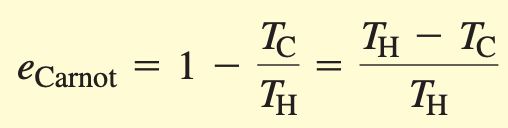 e_Carnot = 1 − T_C/T_H = (T_H − T_C)/T_H